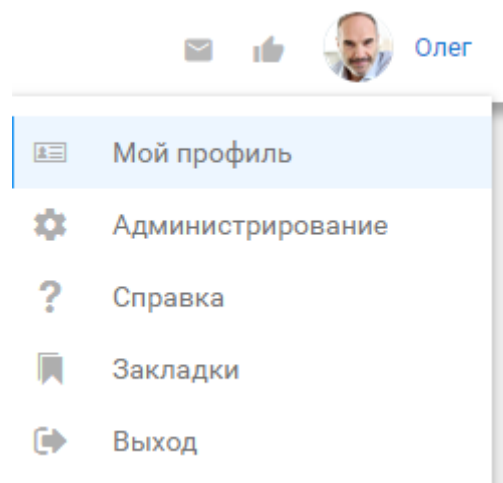 Олег
Мой профиль
Администрирование
Справка
Закладки
Выход